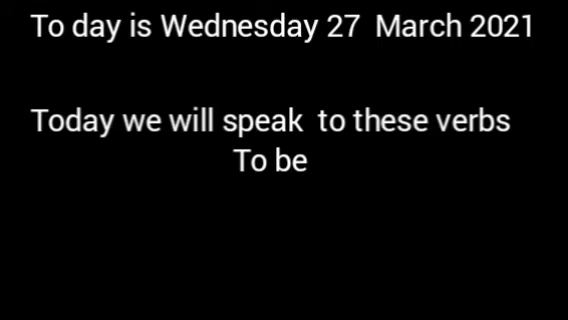 To day is Wednesday 27 March 2021
Today we will speak to these verbs
To be